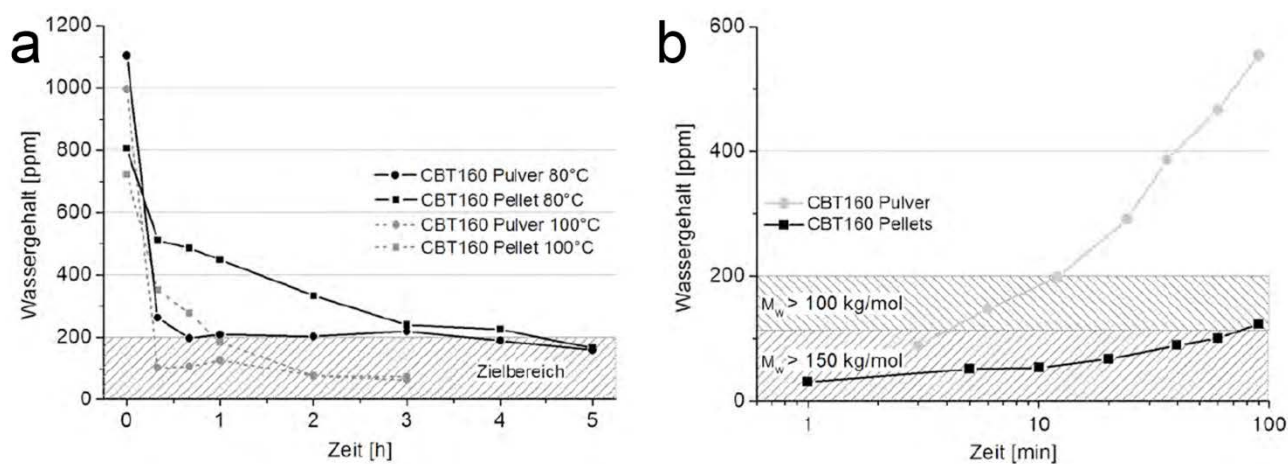 a
1200
1000
800
600
400
200
0
Wassergehalt [ppm]
CBT160 Pulver 80°C
CBT160 Pellet 80°C
CBT160 Pulver 100°C
CBT160 Pellet 100°C
Zielbereich
0 1 2 3 4 5
Zeit [h]
b
600
400
200
0
Wassergehalt [ppm]
CBT160 Pulver
CBT160 Pellets
Mw > 100 kg/mol
Mw > 150 kg/mol
1 10 100
Zeit [min]